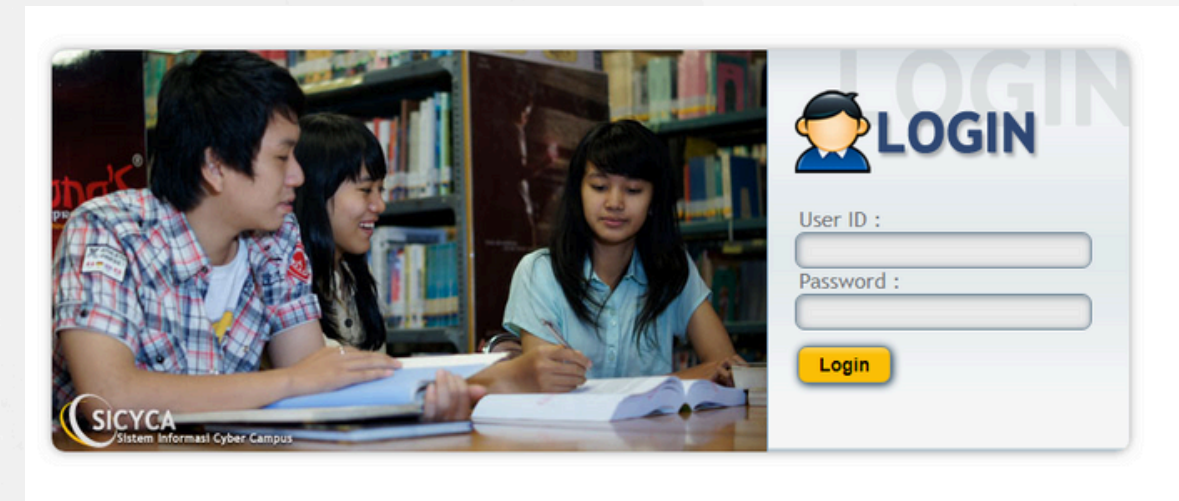 SICYCA
Sistem Informasi Cyber Campus
LOGIN
LOGIN
User ID :
Password :
Login